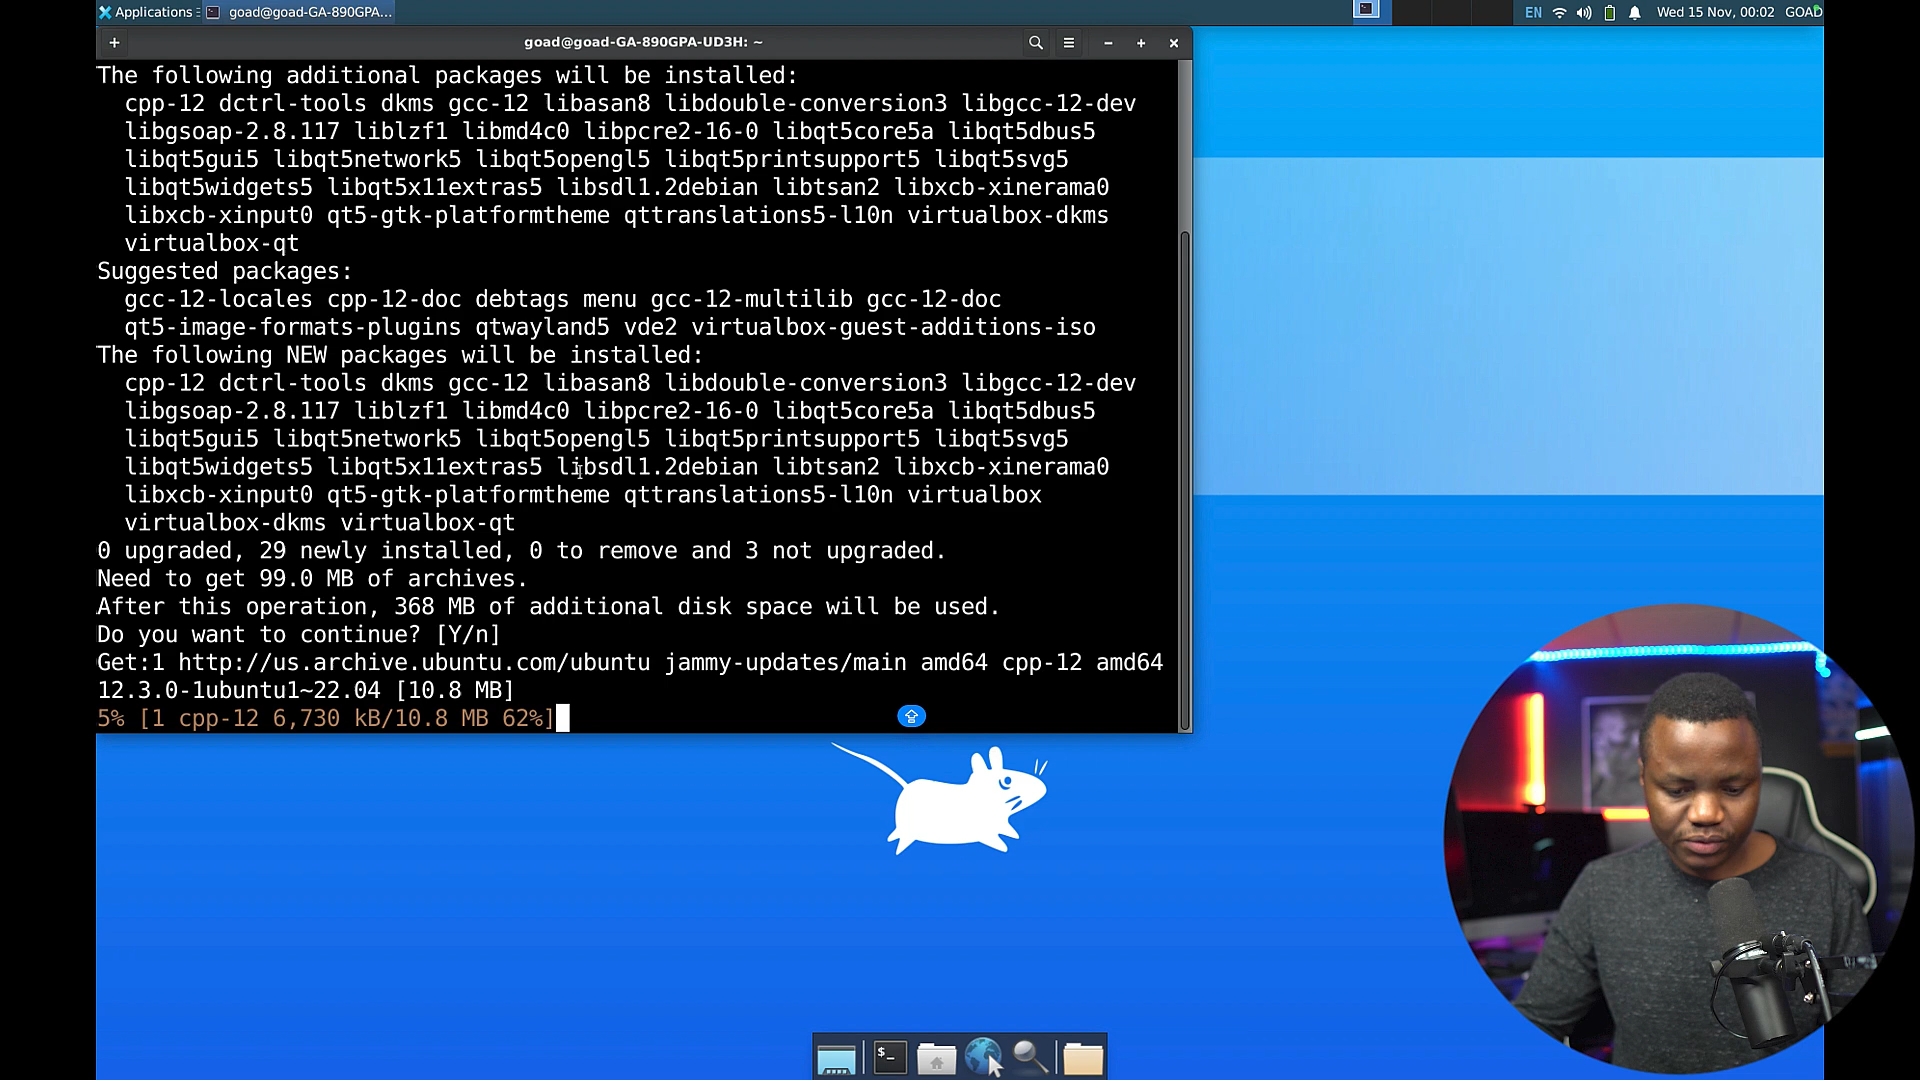 Applications
goad@goad-GA-890GPA...
EN
Wed 15 Nov, 00:02
GOAD
goad@goad-GA-890GPA-UD3H: ~
The following additional packages will be installed:
cpp-12 dctrl-tools dkms gcc-12 libasan8 libdouble-conversion3 libgcc-12-dev
libgsoap-2.8.117 liblzf1 libmd4c0 libpcre2-16-0 libqt5core5a libqt5dbus5
libqt5gui5 libqt5network5 libqt5opengl5 libqt5printsupport5 libqt5svg5
libqt5widgets5 libqt5x11extras5 libsdl1.2debian libtsan2 libxcb-xinerama0
libxcb-xinput0 qt5-gtk-platformtheme qttranslations5-l10n virtualbox-dkms
virtualbox-qt
Suggested packages:
gcc-12-locales cpp-12-doc debtags menu gcc-12-multilib gcc-12-doc
qt5-image-formats-plugins qtwayland5 vde2 virtualbox-guest-additions-iso
The following NEW packages will be installed:
cpp-12 dctrl-tools dkms gcc-12 libasan8 libdouble-conversion3 libgcc-12-dev
libgsoap-2.8.117 liblzf1 libmd4c0 libpcre2-16-0 libqt5core5a libqt5dbus5
libqt5gui5 libqt5network5 libqt5opengl5 libqt5printsupport5 libqt5svg5
libqt5widgets5 libqt5x11extras5 libsdl1.2debian libtsan2 libxcb-xinerama0
libxcb-xinput0 qt5-gtk-platformtheme qttranslations5-l10n virtualbox
virtualbox-dkms virtualbox-qt
0 upgraded, 29 newly installed, 0 to remove and 3 not upgraded.
Need to get 99.0 MB of archives.
After this operation, 368 MB of additional disk space will be used.
Do you want to continue? [Y/n]
Get:1 http://us.archive.ubuntu.com/ubuntu jammy-updates/main amd64 cpp-12 amd64
12.3.0-1ubuntu1~22.04 [10.8 MB]
5% [1 cpp-12 6,730 kB/10.8 MB 62%]
$_